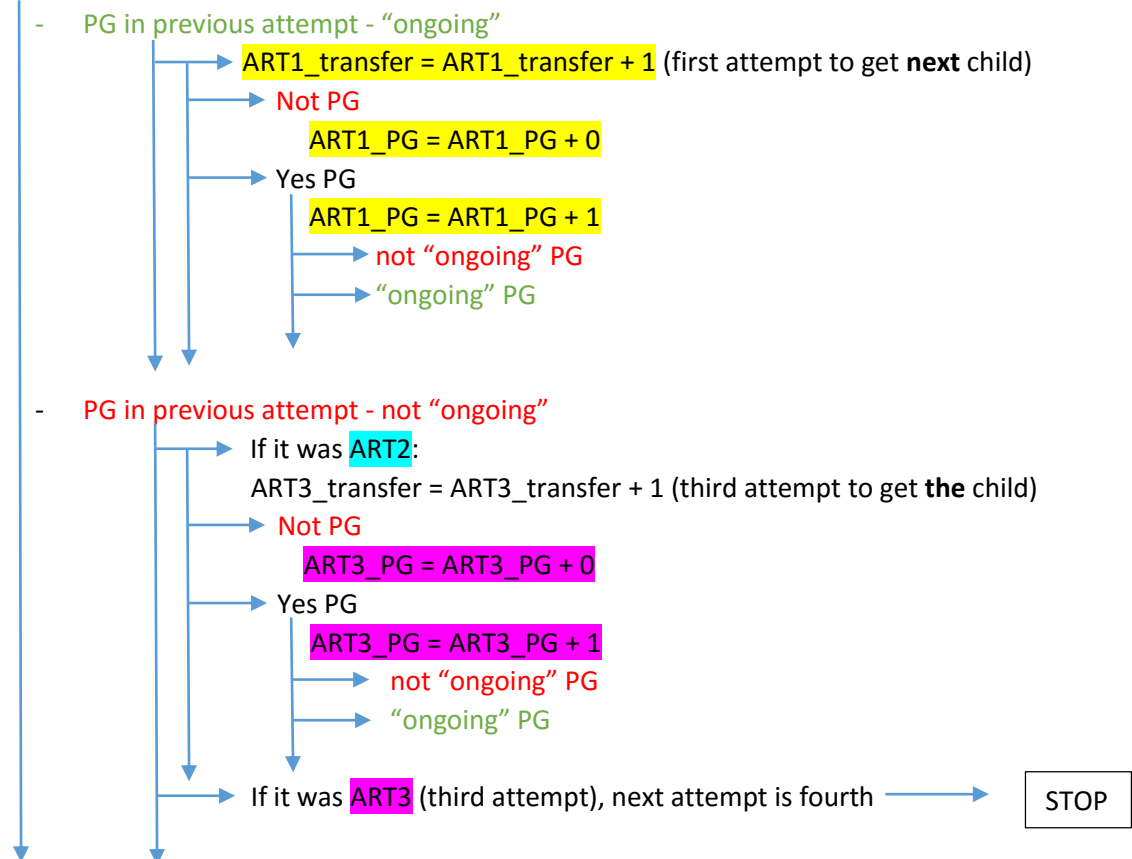 - PG in previous attempt - “ongoing”
ART1_transfer = ART1_transfer + 1 (first attempt to get next child)
Not PG
ART1_PG = ART1_PG + 0
Yes PG
ART1_PG = ART1_PG + 1
not “ongoing” PG
“ongoing” PG
- PG in previous attempt - not “ongoing”
If it was ART2:
ART3_transfer = ART3_transfer + 1 (third attempt to get the child)
Not PG
ART3_PG = ART3_PG + 0
Yes PG
ART3_PG = ART3_PG + 1
not “ongoing” PG
“ongoing” PG
If it was ART3 (third attempt), next attempt is fourth STOP